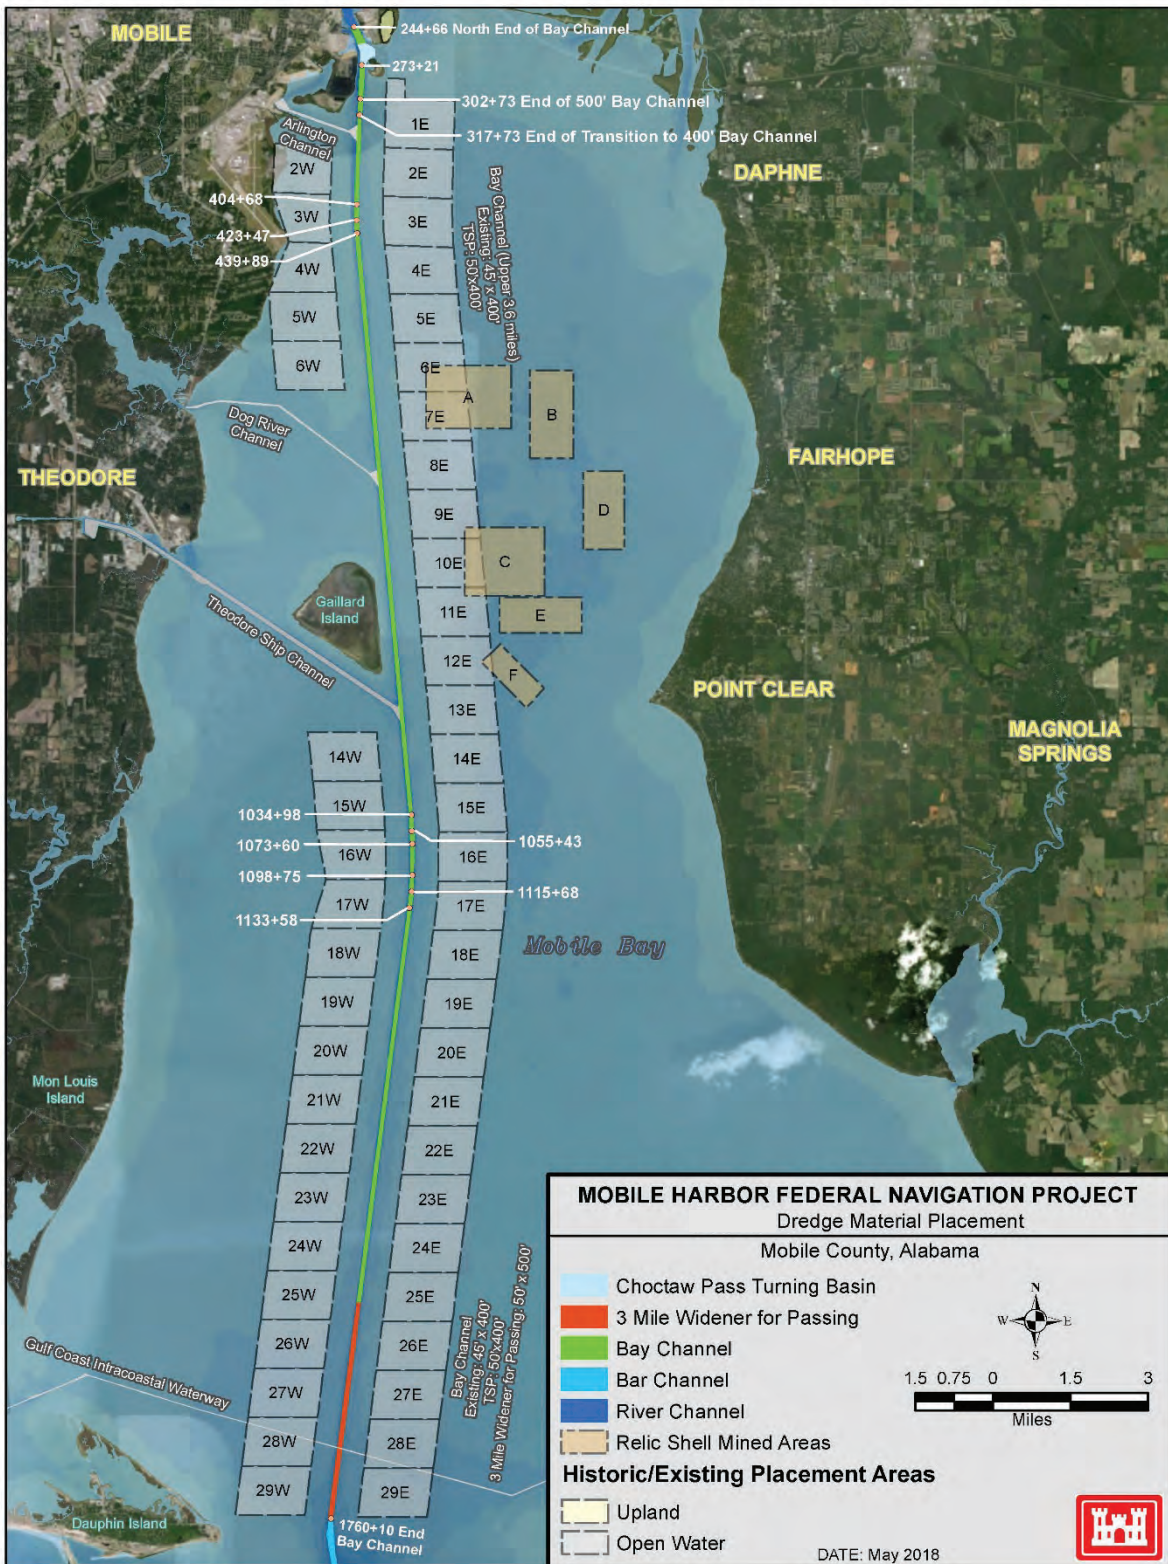 MOBILE
244+66 North End of Bay Channel
273+21
302+73 End of 500' Bay Channel
317+73 End of Transition to 400' Bay Channel
Arlington
Channel
1E
2W
2E
DAPHNE
404+68
3W
3E
423+47
439+89
Bay Channel (Upper 3.6 miles)
Existing: 45' x 400'
TSP: 50'x400'
4W
4E
5W
5E
6W
6E
A
B
7E
Dog River
Channel
8E
FAIRHOPE
THEODORE
9E
D
10E
C
Gaillard
Island
11E
E
Theodore Ship Channel
12E
F
13E
POINT CLEAR
MAGNOLIA
SPRINGS
14W
14E
15W
15E
1034+98
1055+43
1073+60
16W
16E
1098+75
1115+68
17W
17E
1133+58
Mobile Bay
18W
18E
19W
19E
20W
20E
Mon Louis
Island
21W
21E
22W
22E
23W
23E
24W
24E
25W
25E
26W
26E
Bay Channel
Existing: 45' x 400'
TSP: 50'x400'
3 Mile Widener for Passing: 50' x 500'
Gulf Coast Intracoastal Waterway
27W
27E
28W
28E
29W
29E
Dauphin Island
1760+10 End
Bay Channel
MOBILE HARBOR FEDERAL NAVIGATION PROJECT
Dredge Material Placement
Mobile County, Alabama
Choctaw Pass Turning Basin
3 Mile Widener for Passing
Bay Channel
Bar Channel
River Channel
Relic Shell Mined Areas
Historic/Existing Placement Areas
Upland
Open Water
N
W
E
S
1.5 0.75 0 1.5 3
Miles
DATE: May 2018